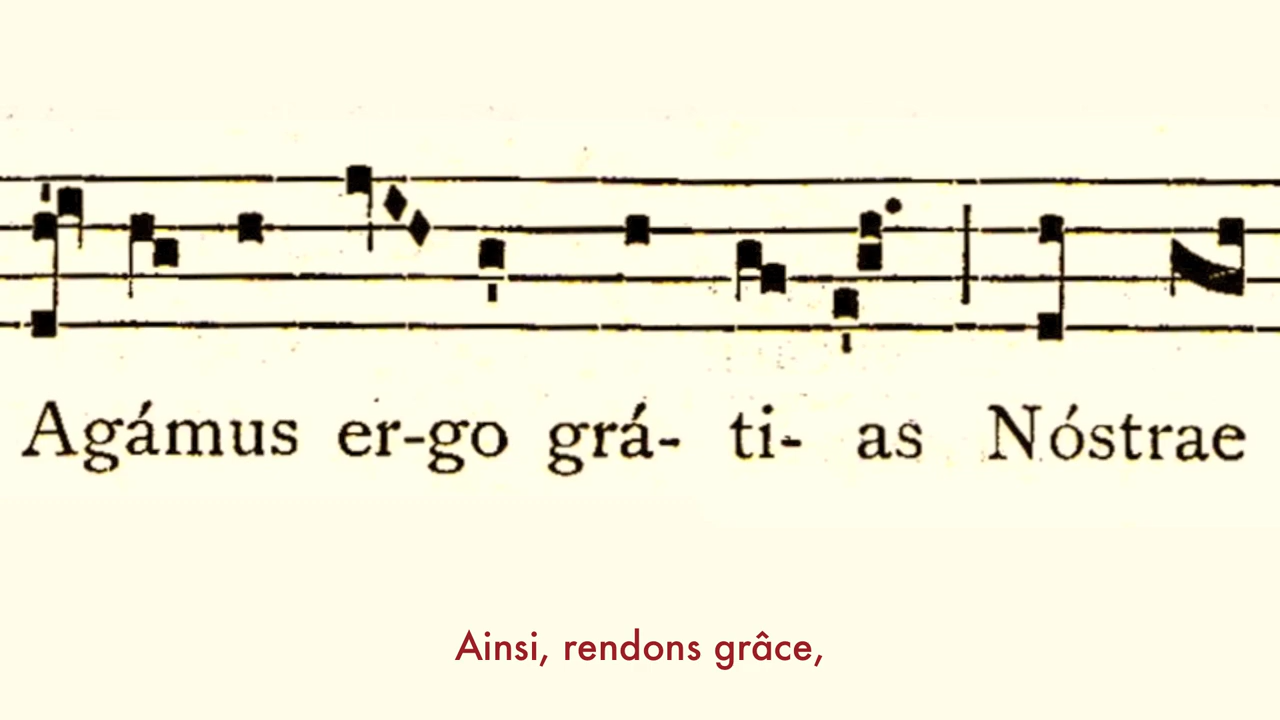 Agámus er-go grá- ti- as Nóstrae
Ainsi, rendons grâce,